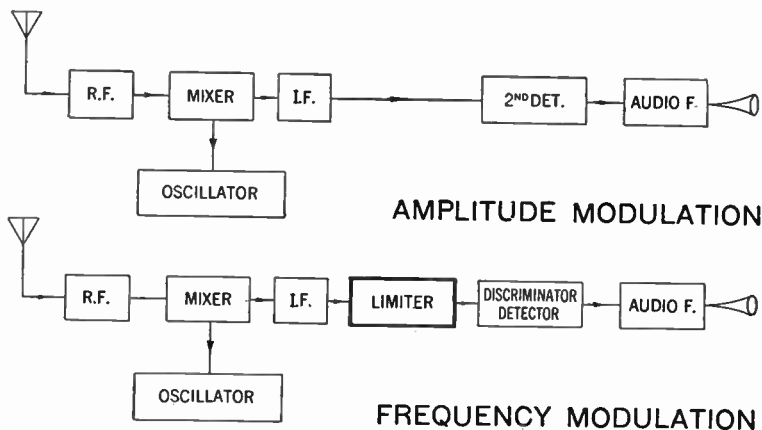 R.F.
MIXER
I.F.
2ND DET.
AUDIO F.
OSCILLATOR
AMPLITUDE MODULATION
R.F.
MIXER
I.F.
LIMITER
DISCRIMINATOR
DETECTOR
AUDIO F.
OSCILLATOR
FREQUENCY MODULATION